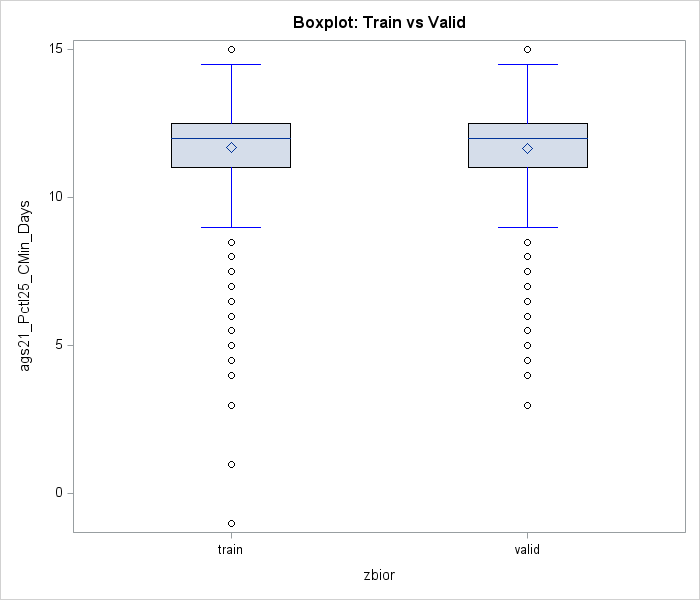 Boxplot: Train vs Valid
15
10
5
0
ags21_Pctl25_CMin_Days
train
valid
zbior